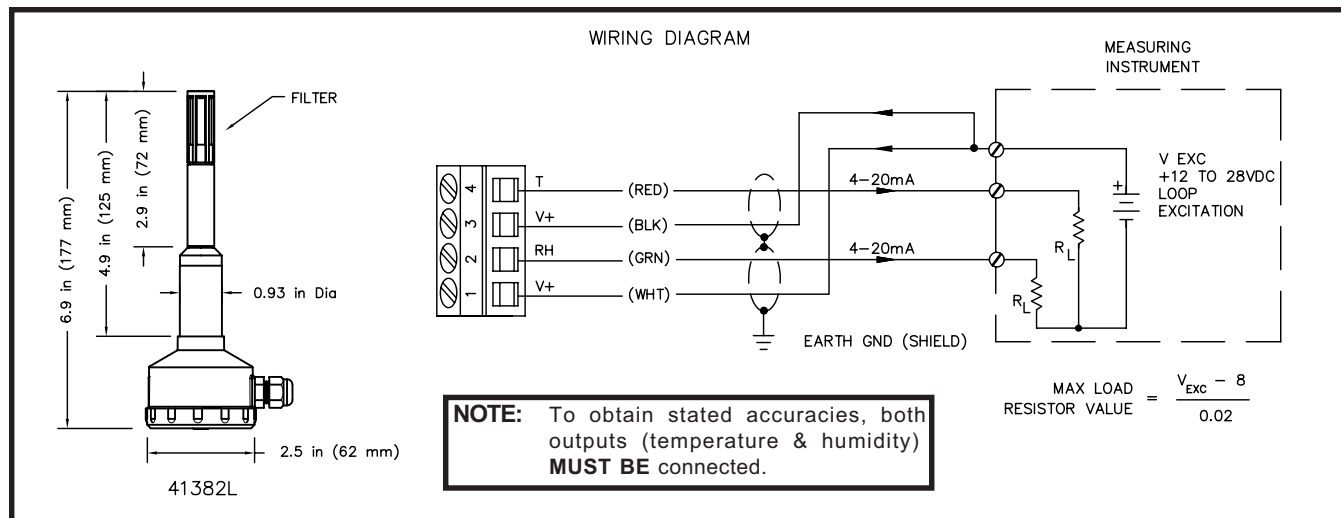 WIRING DIAGRAM
MEASURING
INSTRUMENT
FILTER
6.9 in (177 mm)
4.9 in (125 mm)
2.9 in (72 mm)
0.93 in Dia
2.5 in (62 mm)
41382L
4
T
(RED)
4-20mA
3
V+
(BLK)
2
RH
(GRN)
4-20mA
1
V+
(WHT)
EARTH GND (SHIELD)
+
V EXC
+12 TO 28VDC
LOOP
EXCITATION
RL
RL
MAX LOAD
RESISTOR VALUE
=
VEXC - 8
0.02
NOTE: To obtain stated accuracies, both
outputs (temperature & humidity)
MUST BE connected.